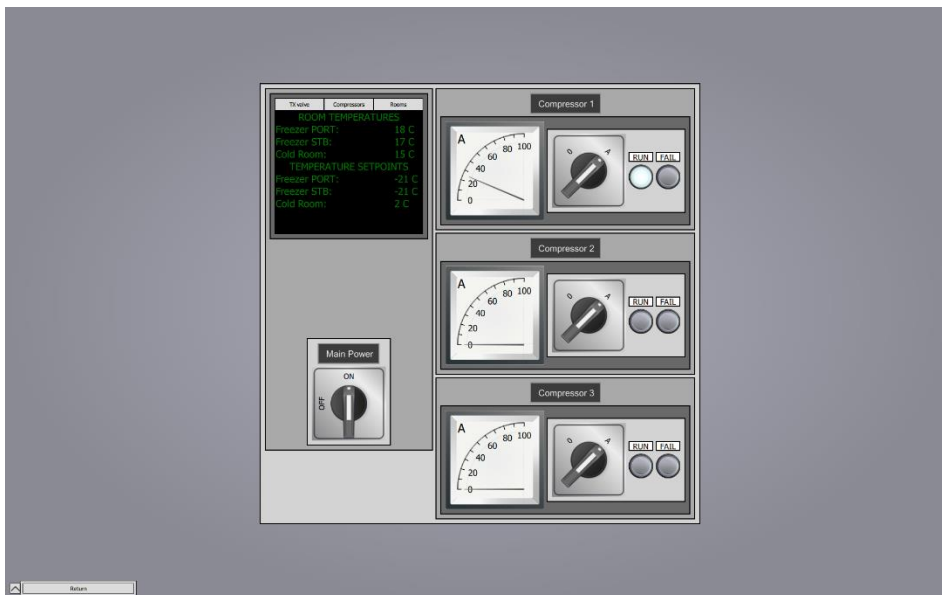 TX valve Compressors Rooms
ROOM TEMPERATURES
Freezer PORT: 18 C
Freezer STB: 17 C
Cold Room: 15 C
TEMPERATURE SETPOINTS
Freezer PORT: -21 C
Freezer STB: -21 C
Cold Room: 2 C
Main Power
ON
OFF
Compressor 1
A
0 20 40 60 80 100
0 A
RUN FAIL
Compressor 2
A
0 20 40 60 80 100
0 A
RUN FAIL
Compressor 3
A
0 20 40 60 80 100
0 A
RUN FAIL
Return